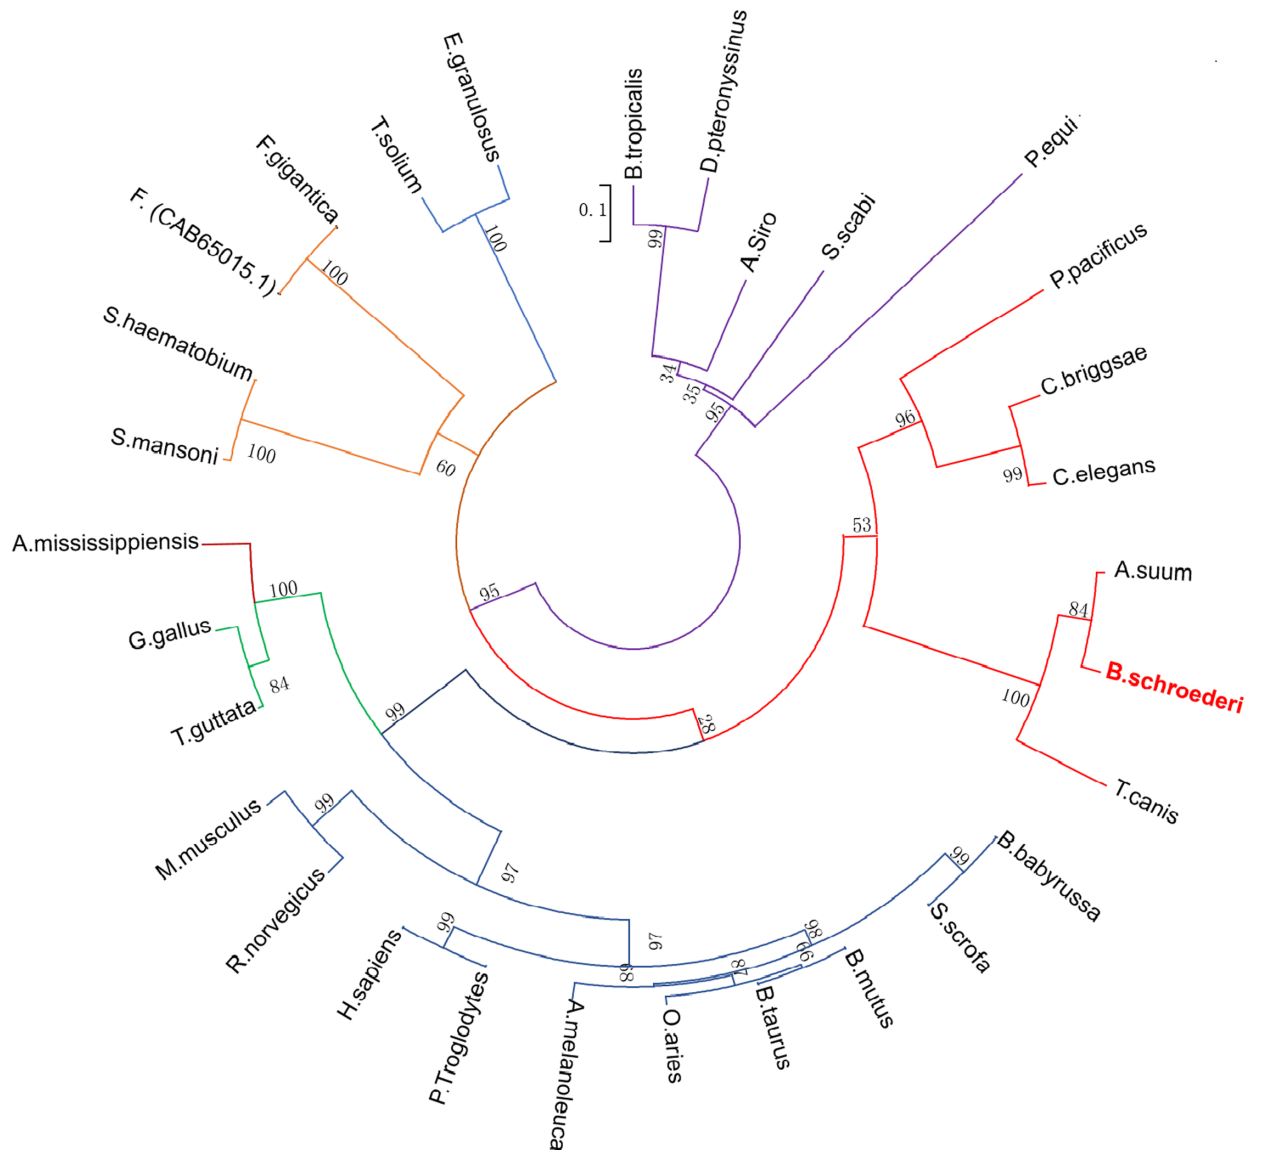 E.granulosus
T.solium
100
F.gigantica
F. (CAB65015.1)
100
S.haematobium
S.mansoni
100
60
B.tropicalis
D.pteronyssinus
0.1
99
A.Siro
S.scabi
P.equi
34
35
95
P.pacificus
C.briggsae
C.elegans
96
99
53
A.suum
B.schroederi
T.canis
84
100
95
28
A.mississippiensis
G.gallus
T.guttata
100
84
99
M.musculus
R.norvegicus
99
97
H.sapiens
P.Troglodytes
99
97
A.melanoleuca
O.aries
B.taurus
B.mutus
87
99
98
S.scrofa
B.babyrussa
99